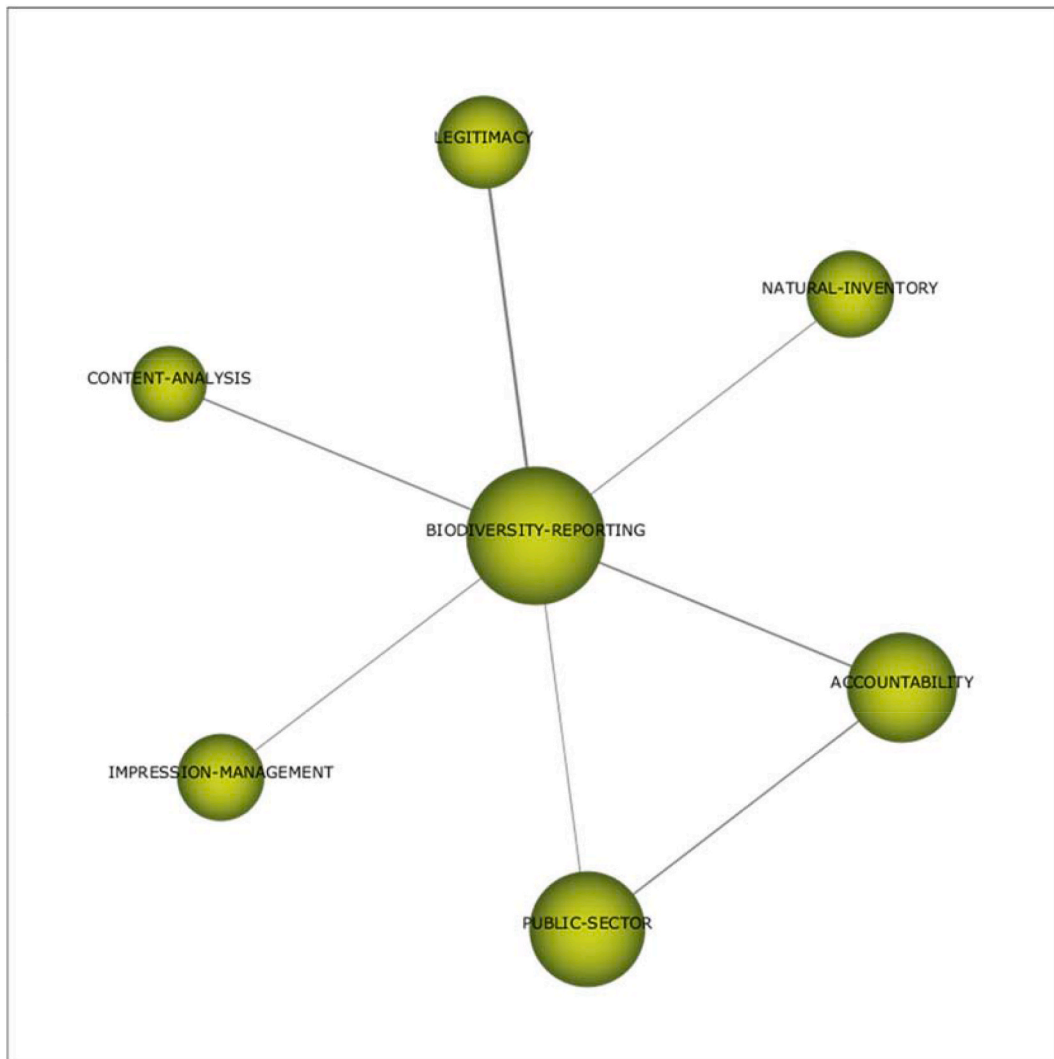 LEGITIMACY
NATURAL-INVENTORY
CONTENT-ANALYSIS
BIODIVERSITY-REPORTING
ACCOUNTABILITY
IMPRESSION-MANAGEMENT
PUBLIC-SECTOR